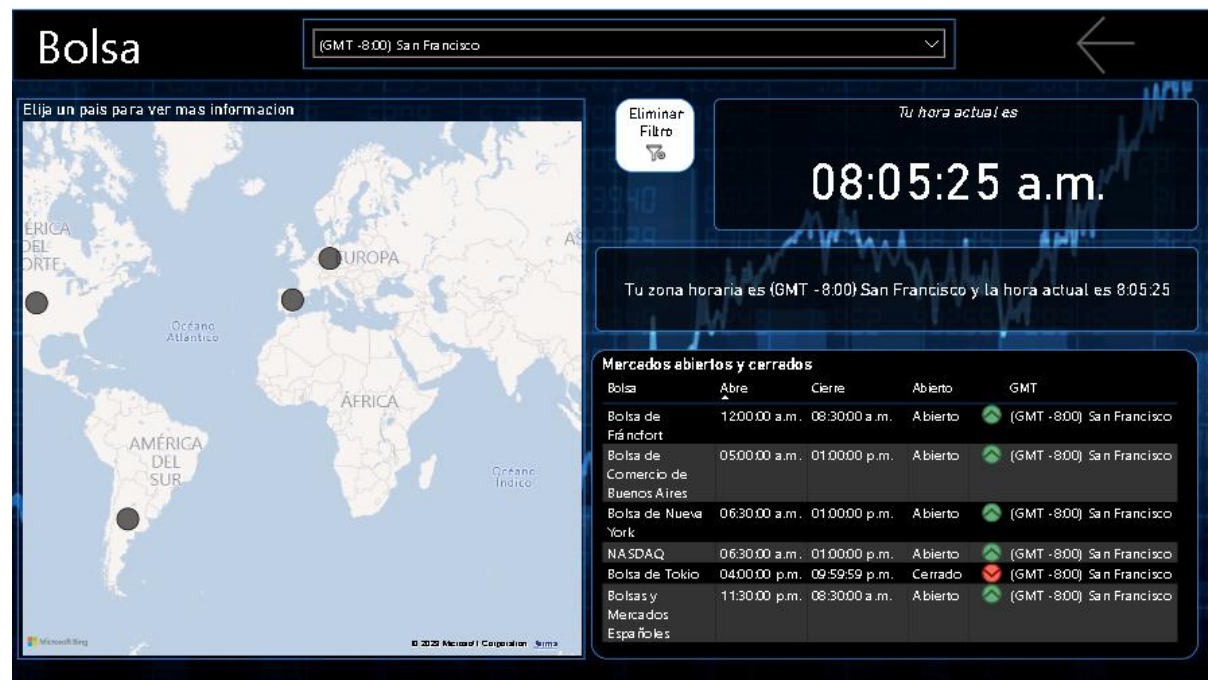 Bolsa
(GMT -8:00) San Francisco
Elija un pais para ver mas informacion
ÉRICA
DEL
ORTE
EUROPA
AS
Océano
Atlántico
ÁFRICA
AMÉRICA
DEL
SUR
Océano
Índico
Microsoft Bing
© 2023 Microsoft Corporation Terms
Eliminar
Filtro
Tu hora actual es
08:05:25 a.m.
Tu zona horaria es (GMT -8:00) San Francisco y la hora actual es 8:05:25
Mercados abiertos y cerrados
Bolsa Abre Cierre Abierto GMT
Bolsa de 12:00:00 a.m. 08:30:00 a.m. Abierto (GMT -8:00) San Francisco
Fráncfort
Bolsa de 05:00:00 a.m. 01:00:00 p.m. Abierto (GMT -8:00) San Francisco
Comercio de
Buenos Aires
Bolsa de Nueva 06:30:00 a.m. 01:00:00 p.m. Abierto (GMT -8:00) San Francisco
York
NASDAQ 06:30:00 a.m. 01:00:00 p.m. Abierto (GMT -8:00) San Francisco
Bolsa de Tokio 04:00:00 p.m. 09:59:59 p.m. Cerrado (GMT -8:00) San Francisco
Bolsas y 11:30:00 p.m. 08:30:00 a.m. Abierto (GMT -8:00) San Francisco
Mercados
Españoles